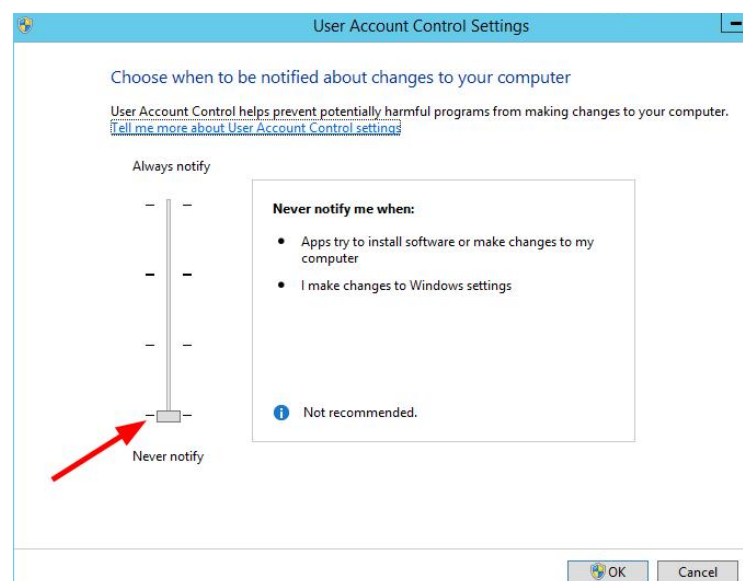 User Account Control Settings
Choose when to be notified about changes to your computer
User Account Control helps prevent potentially harmful programs from making changes to your computer.
Tell me more about User Account Control settings
Always notify
Never notify me when:
Apps try to install software or make changes to my
computer
I make changes to Windows settings
Not recommended.
Never notify
OK
Cancel